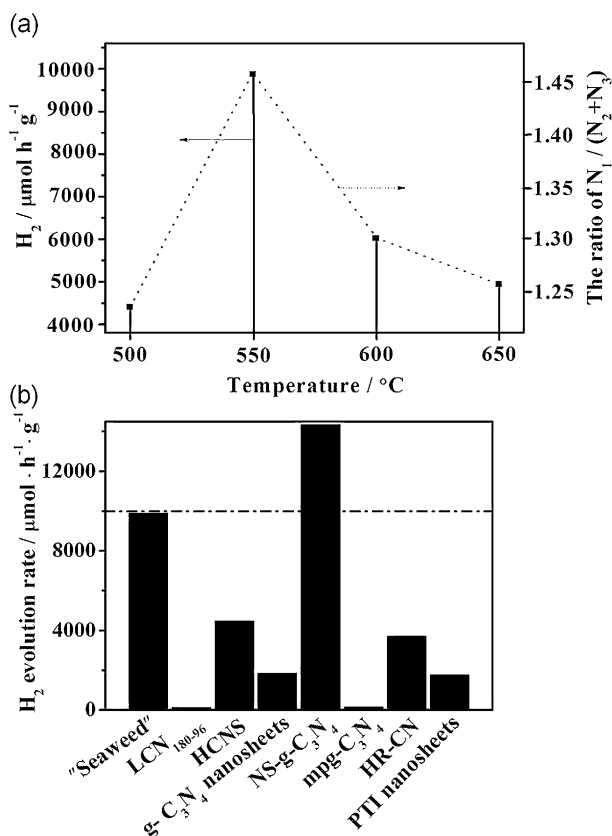 (a)
H₂ / μmol h⁻¹ g⁻¹
10000
9000
8000
7000
6000
5000
4000
1.45
1.40
1.35
1.30
1.25
The ratio of N₁ / (N₂+N₃)
500 550 600 650
Temperature / °C
(b)
H₂ evolution rate / μmol · h⁻¹ · g⁻¹
12000
8000
4000
0
"Seaweed"
LCN₁₈₀₋₉₆
HCNS
g- C₃N₄ nanosheets
NS-g-C₃N₄
mpg-C₃N₄
HR-CN
PTI nanosheets